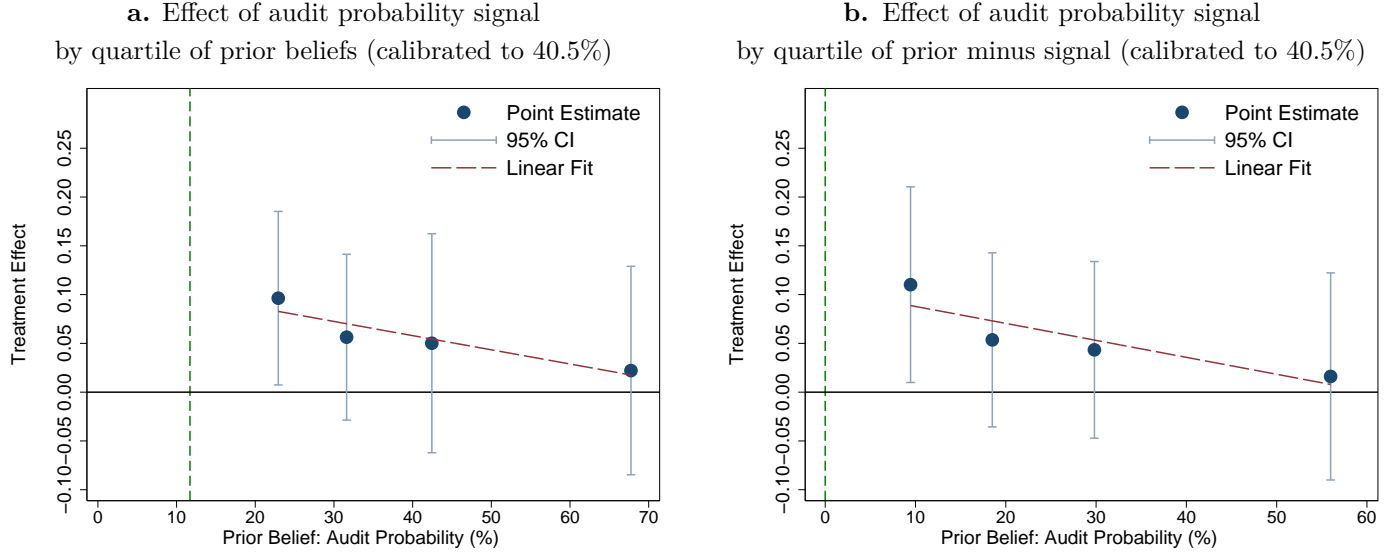 a. Effect of audit probability signal
by quartile of prior beliefs (calibrated to 40.5%)
Point Estimate
95% CI
Linear Fit
Treatment Effect
0.25
0.20
0.15
0.10
0.05
0.00
−0.05
−0.10
0 10 20 30 40 50 60 70
Prior Belief: Audit Probability (%)
b. Effect of audit probability signal
by quartile of prior minus signal (calibrated to 40.5%)
Point Estimate
95% CI
Linear Fit
Treatment Effect
0.25
0.20
0.15
0.10
0.05
0.00
−0.05
−0.10
0 10 20 30 40 50 60
Prior Belief: Audit Probability (%)